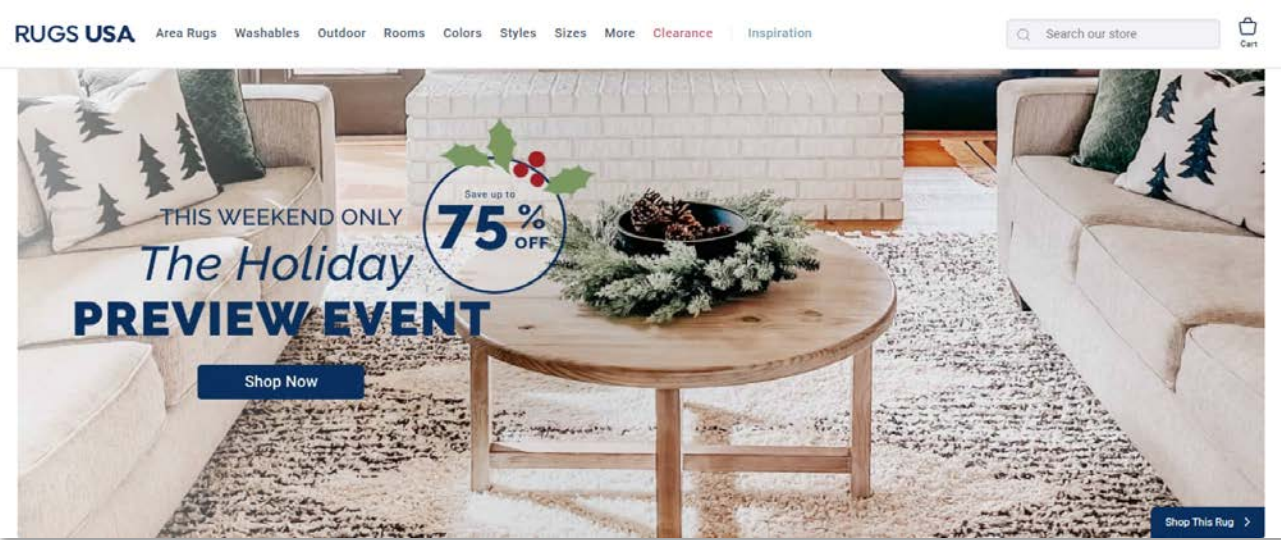 RUGS USA Area Rugs Washables Outdoor Rooms Colors Styles Sizes More Clearance Inspiration Search our store
Cart
Save up to
75% OFF
THIS WEEKEND ONLY
The Holiday
PREVIEW EVENT
Shop Now
Shop This Rug >